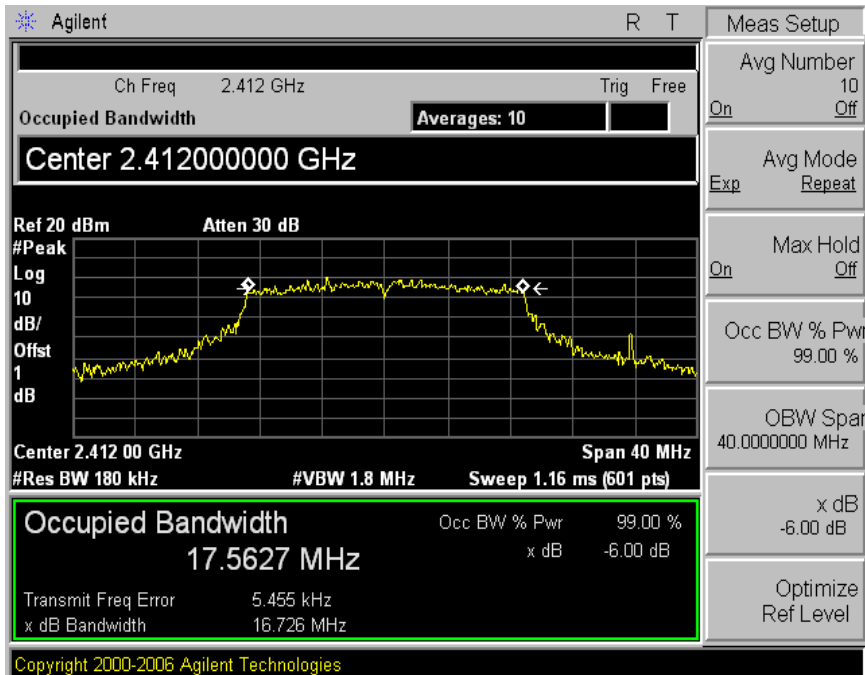 Agilent R T
Ch Freq 2.412 GHz Trig Free
Occupied Bandwidth Averages: 10
Center 2.412000000 GHz
Ref 20 dBm Atten 30 dB
#Peak
Log
10
dB/
Offst
1
dB
Center 2.412 00 GHz Span 40 MHz
#Res BW 180 kHz #VBW 1.8 MHz Sweep 1.16 ms (601 pts)
Occupied Bandwidth Occ BW % Pwr 99.00 %
17.5627 MHz x dB -6.00 dB
Transmit Freq Error 5.455 kHz
x dB Bandwidth 16.726 MHz
Copyright 2000-2006 Agilent Technologies
Meas Setup
Avg Number
10
On Off
Avg Mode
Exp Repeat
Max Hold
On Off
Occ BW % Pwr
99.00 %
OBW Spar
40.0000000 MHz
x dB
-6.00 dB
Optimize
Ref Level